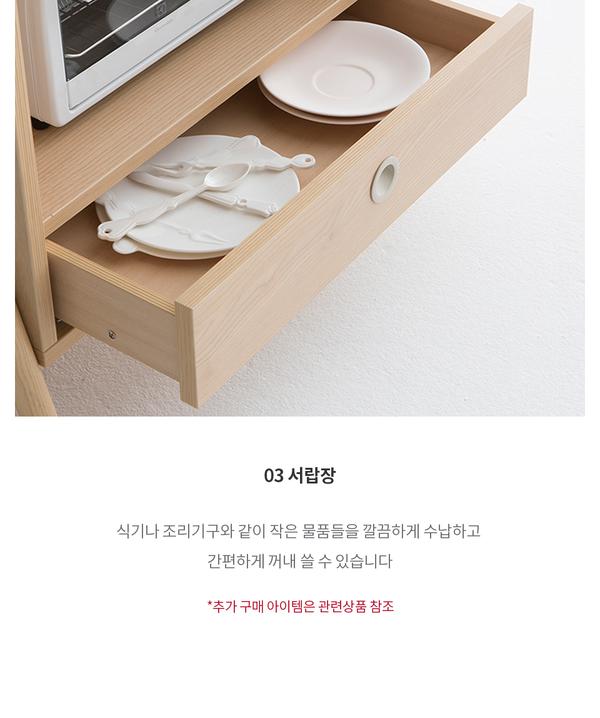 03 서랍장
식기나 조리기구와 같이 작은 물품들을 깔끔하게 수납하고
간편하게 꺼내 쓸 수 있습니다
*추가 구매 아이템은 관련상품 참조